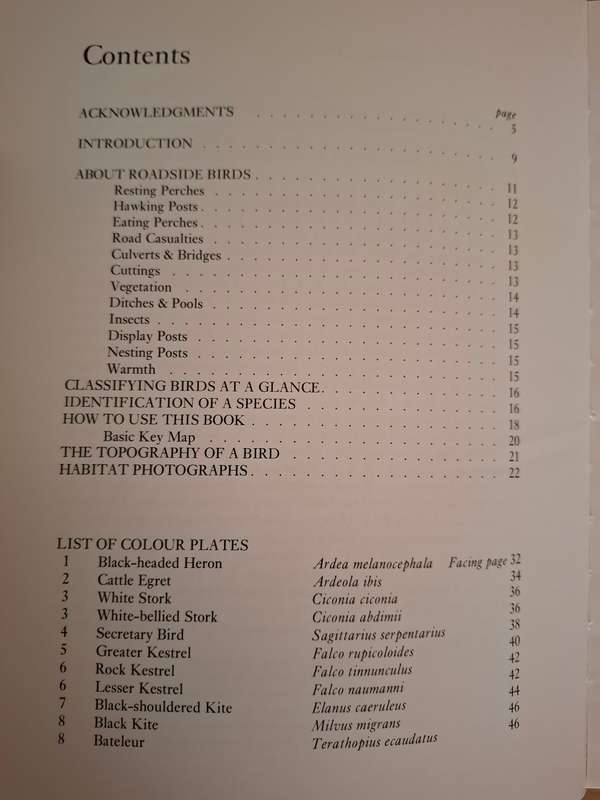 Contents
page
ACKNOWLEDGMENTS . . . . . . . . . . . . . 5
INTRODUCTION . . . . . . . . . . . . . . . 9
ABOUT ROADSIDE BIRDS . . . . . . . . . . . . . 11
Resting Perches . . . . . . . . . . . . . . 12
Hawking Posts . . . . . . . . . . . . . . 12
Eating Perches . . . . . . . . . . . . . . 13
Road Casualties . . . . . . . . . . . . . . 13
Culverts & Bridges . . . . . . . . . . . . . 13
Cuttings . . . . . . . . . . . . . . . . 13
Vegetation . . . . . . . . . . . . . . . 14
Ditches & Pools . . . . . . . . . . . . . . 14
Insects . . . . . . . . . . . . . . . . 15
Display Posts . . . . . . . . . . . . . . 15
Nesting Posts . . . . . . . . . . . . . . 15
Warmth . . . . . . . . . . . . . . . . 15
CLASSIFYING BIRDS AT A GLANCE . . . . . . . . . . 16
IDENTIFICATION OF A SPECIES . . . . . . . . . . . 16
HOW TO USE THIS BOOK . . . . . . . . . . . . . 18
Basic Key Map . . . . . . . . . . . . . . 20
THE TOPOGRAPHY OF A BIRD . . . . . . . . . . . 21
HABITAT PHOTOGRAPHS . . . . . . . . . . . . . 22
LIST OF COLOUR PLATES
1 Black-headed Heron Ardea melanocephala Facing page 32
2 Cattle Egret Ardeola ibis 34
3 White Stork Ciconia ciconia 36
3 White-bellied Stork Ciconia abdimii 36
4 Secretary Bird Sagittarius serpentarius 38
5 Greater Kestrel Falco rupicoloides 40
6 Rock Kestrel Falco tinnunculus 42
6 Lesser Kestrel Falco naumanni 42
7 Black-shouldered Kite Elanus caeruleus 44
8 Black Kite Milvus migrans 46
8 Bateleur Terathopius ecaudatus 46